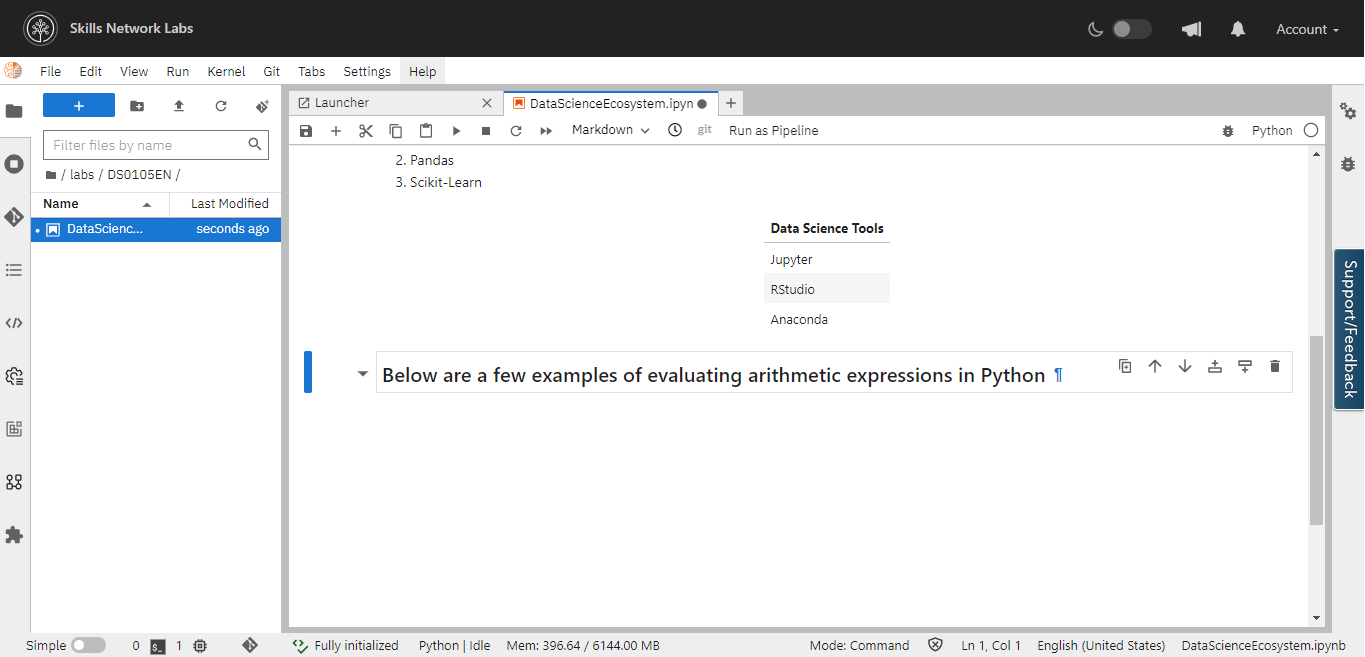 Skills Network Labs
Account
File Edit View Run Kernel Git Tabs Settings Help
+
Launcher
DataScienceEcosystem.ipyn
Filter files by name
Markdown
git
Run as Pipeline
Python
/ labs / DS0105EN /
Name
Last Modified
DataScienc...
seconds ago
2. Pandas
3. Scikit-Learn
Data Science Tools
Jupyter
RStudio
Anaconda
Below are a few examples of evaluating arithmetic expressions in Python ¶
Support/Feedback
Simple
0
$_
1
Fully initialized
Python | Idle
Mem: 396.64 / 6144.00 MB
Mode: Command
Ln 1, Col 1
English (United States)
DataScienceEcosystem.ipynb